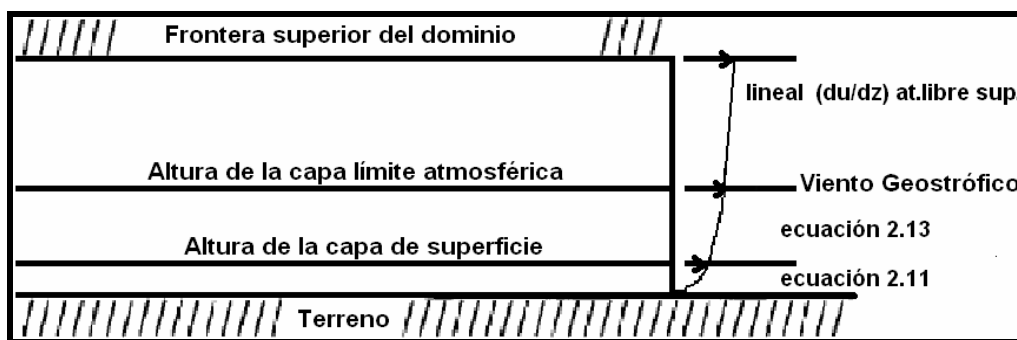 Frontera superior del dominio
lineal (du/dz) at.libre sup.
Altura de la capa límite atmosférica
Viento Geostrófico
ecuación 2.13
Altura de la capa de superficie
ecuación 2.11
Terreno